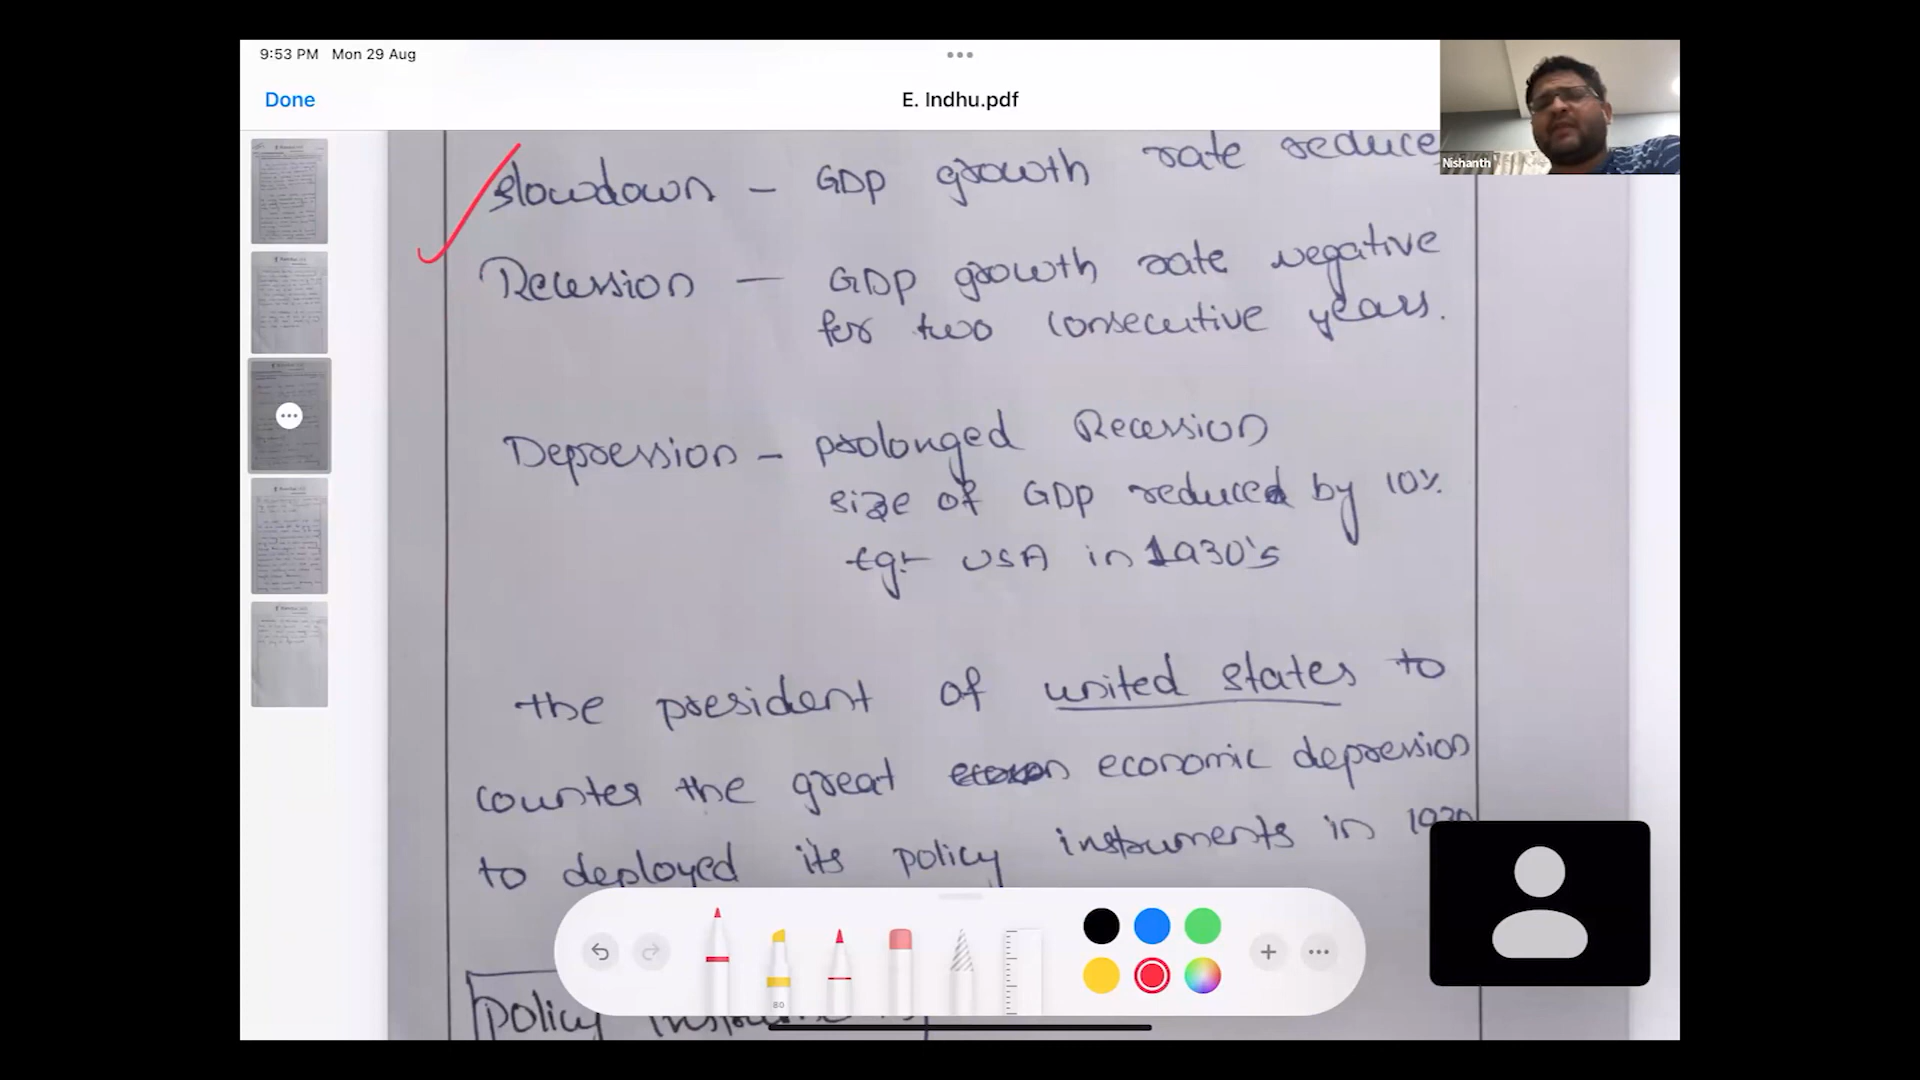 9:53 PM Mon 29 Aug
Done
E. Indhu.pdf
Nishanth
Slowdown - GDP growth rate reduce
Recession - GDP growth rate negative
for two consecutive years.
Depression - prolonged Recession
size of GDP reduced by 10%
Eg:- USA in 1930's
the president of united states to
counter the great economic depression
to deployed its policy instruments in 1930
80
policy